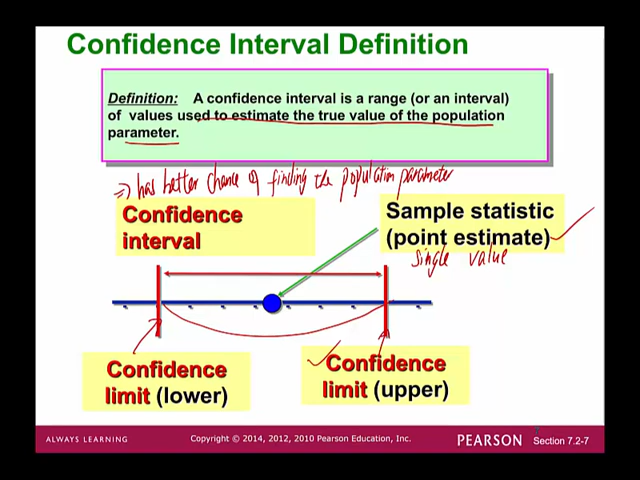 Confidence Interval Definition
Definition: A confidence interval is a range (or an interval)
of values used to estimate the true value of the population
parameter.
=> has better chance of finding the population parameter
Confidence
interval
Sample statistic
(point estimate)
single value
Confidence
limit (lower)
Confidence
limit (upper)
ALWAYS LEARNING
Copyright © 2014, 2012, 2010 Pearson Education, Inc.
PEARSON
Section 7.2-7